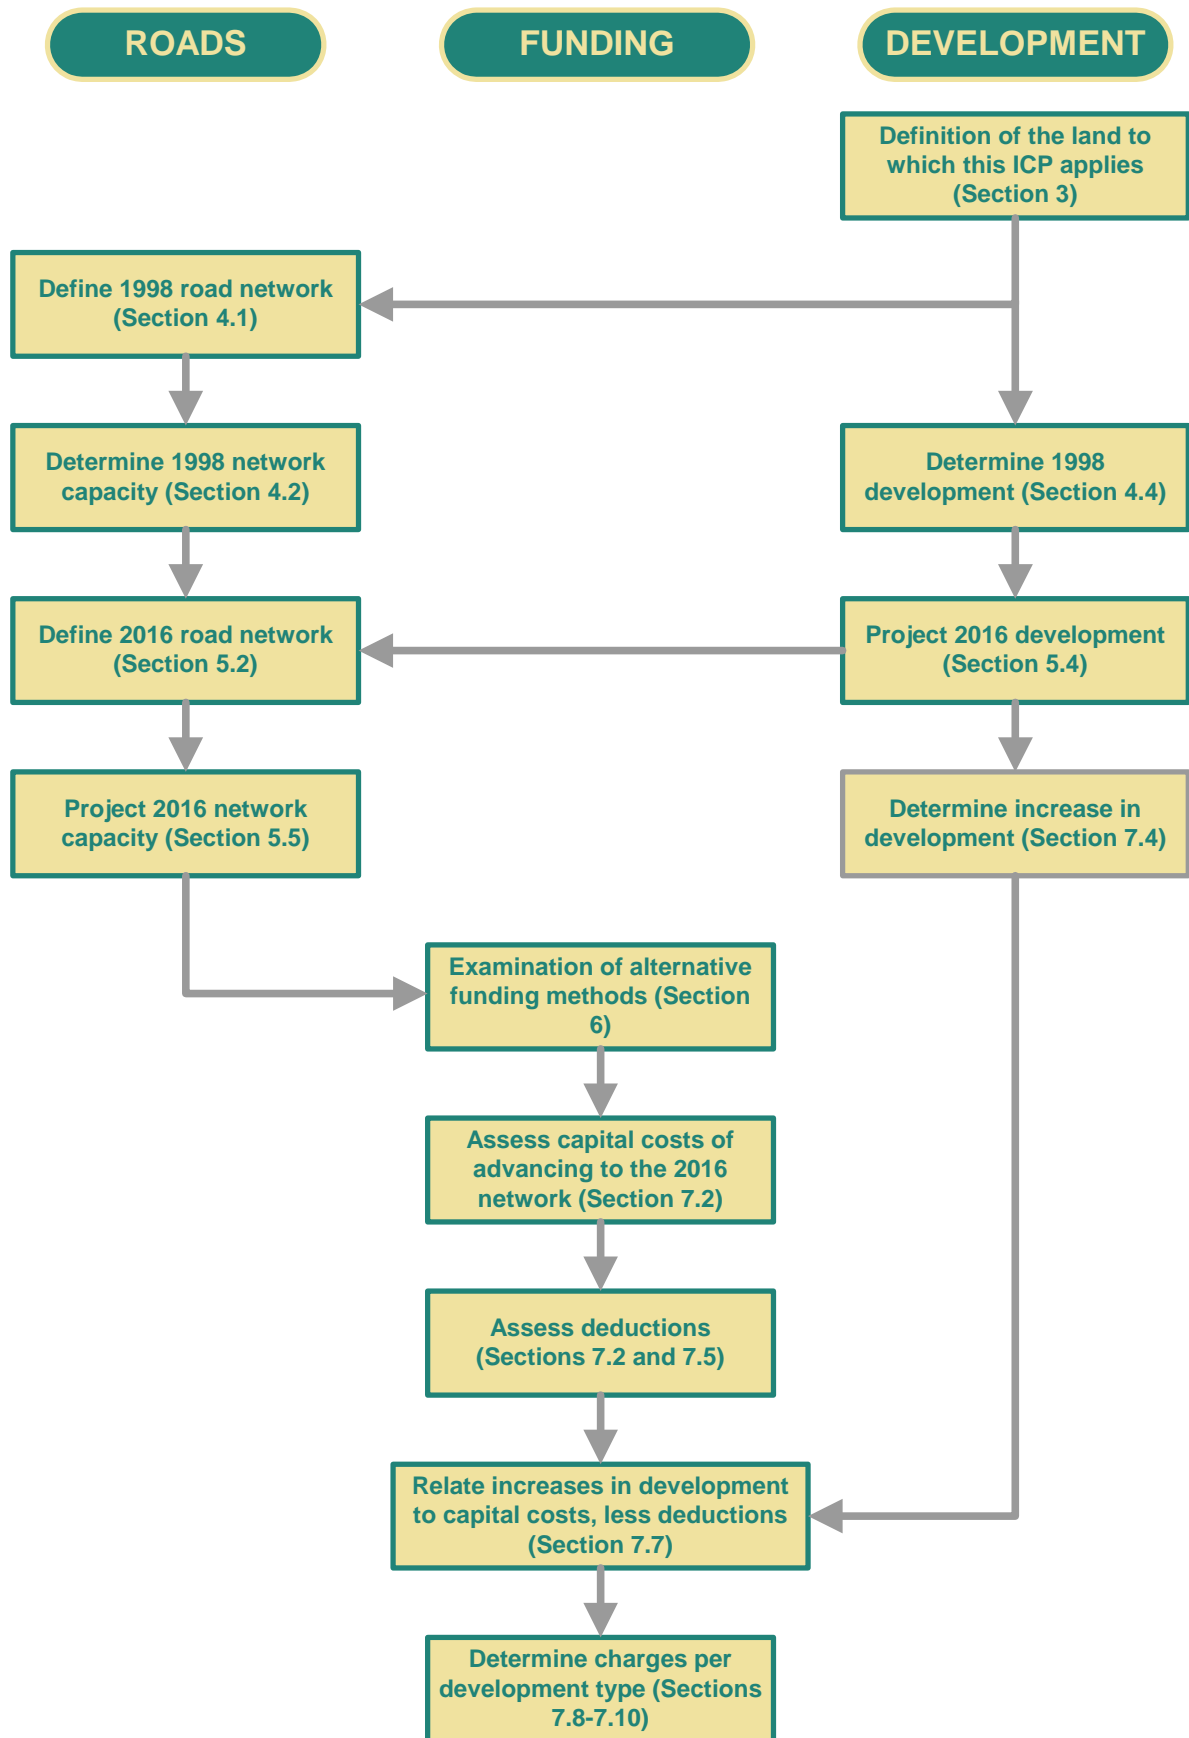 ROADS
FUNDING
DEVELOPMENT
Definition of the land to
which this ICP applies
(Section 3)
Define 1998 road network
(Section 4.1)
Determine 1998 network
capacity (Section 4.2)
Determine 1998
development (Section 4.4)
Define 2016 road network
(Section 5.2)
Project 2016 development
(Section 5.4)
Project 2016 network
capacity (Section 5.5)
Determine increase in
development (Section 7.4)
Examination of alternative
funding methods (Section
6)
Assess capital costs of
advancing to the 2016
network (Section 7.2)
Assess deductions
(Sections 7.2 and 7.5)
Relate increases in development
to capital costs, less deductions
(Section 7.7)
Determine charges per
development type (Sections
7.8-7.10)